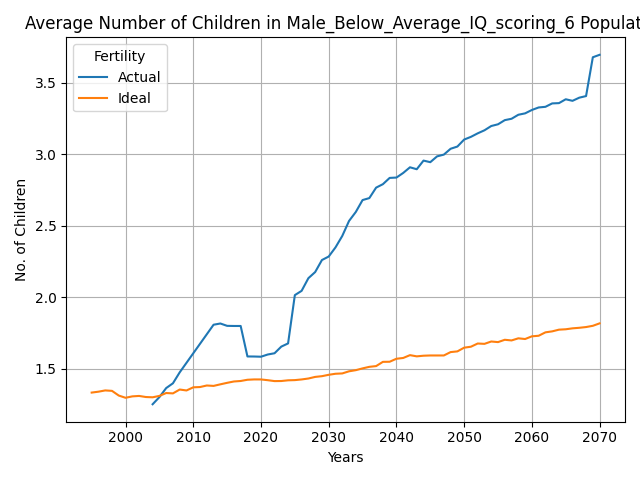 Average Number of Children in Male_Below_Average_IQ_scoring_6 Populat
Fertility
Actual
Ideal
No. of Children
3.5
3.0
2.5
2.0
1.5
2000 2010 2020 2030 2040 2050 2060 2070
Years